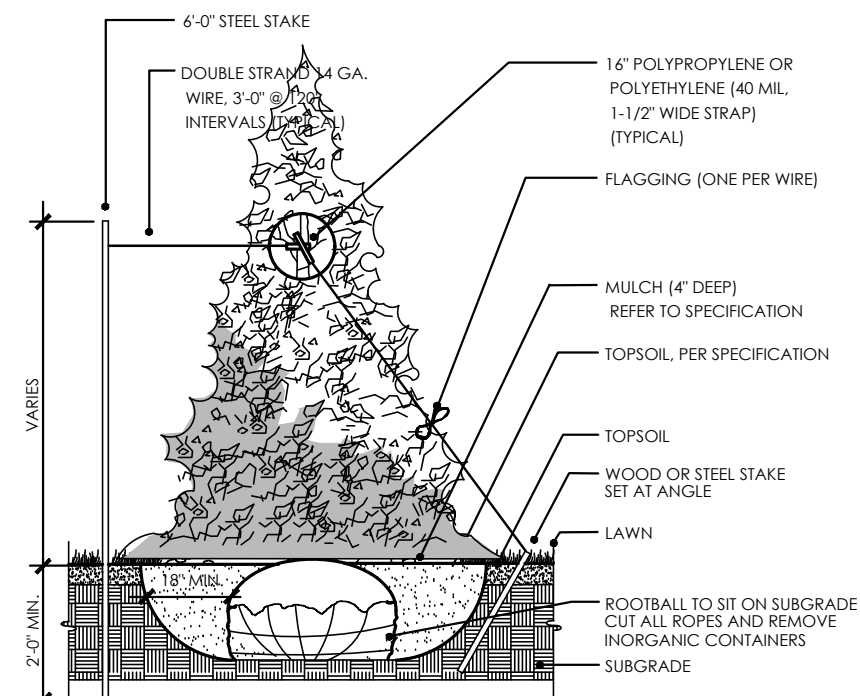 6'-0" STEEL STAKE
DOUBLE STRAND 14 GA.
WIRE, 3'-0" @ 120°
INTERVALS (TYPICAL)
16" POLYPROPYLENE OR
POLYETHYLENE (40 MIL,
1-1/2" WIDE STRAP)
(TYPICAL)
FLAGGING (ONE PER WIRE)
MULCH (4" DEEP)
REFER TO SPECIFICATION
TOPSOIL, PER SPECIFICATION
TOPSOIL
WOOD OR STEEL STAKE
SET AT ANGLE
LAWN
ROOTBALL TO SIT ON SUBGRADE
CUT ALL ROPES AND REMOVE
INORGANIC CONTAINERS
SUBGRADE
VARIES
2'-0" MIN.
18" MIN.